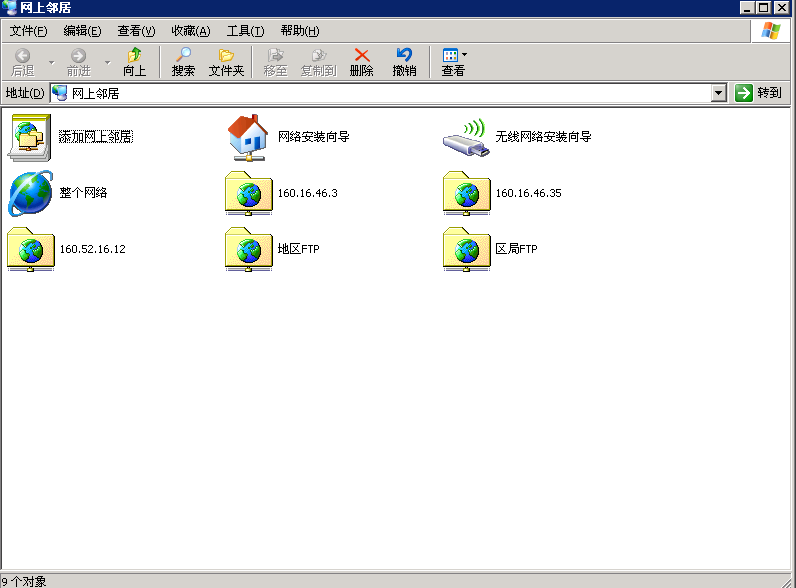 网上邻居
文件(F) 编辑(E) 查看(V) 收藏(A) 工具(T) 帮助(H)
后退 前进 向上 搜索 文件夹 移至 复制到 删除 撤销 查看
地址(D) 网上邻居 转到
添加网上邻居 网络安装向导 无线网络安装向导
整个网络 160.16.46.3 160.16.46.35
160.52.16.12 地区FTP 区局FTP
9 个对象